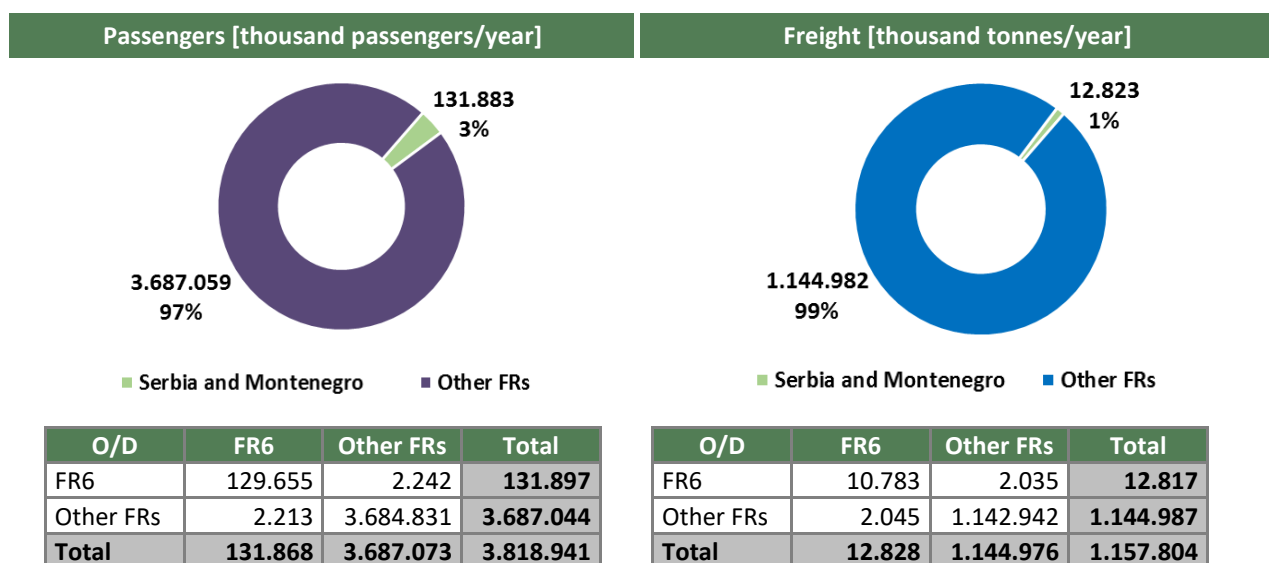 Passengers [thousand passengers/year]
131.883
3%
3.687.059
97%
Serbia and Montenegro Other FRs
O/D FR6 Other FRs Total
FR6 129.655 2.242 131.897
Other FRs 2.213 3.684.831 3.687.044
Total 131.868 3.687.073 3.818.941
Freight [thousand tonnes/year]
12.823
1%
1.144.982
99%
Serbia and Montenegro Other FRs
O/D FR6 Other FRs Total
FR6 10.783 2.035 12.817
Other FRs 2.045 1.142.942 1.144.987
Total 12.828 1.144.976 1.157.804